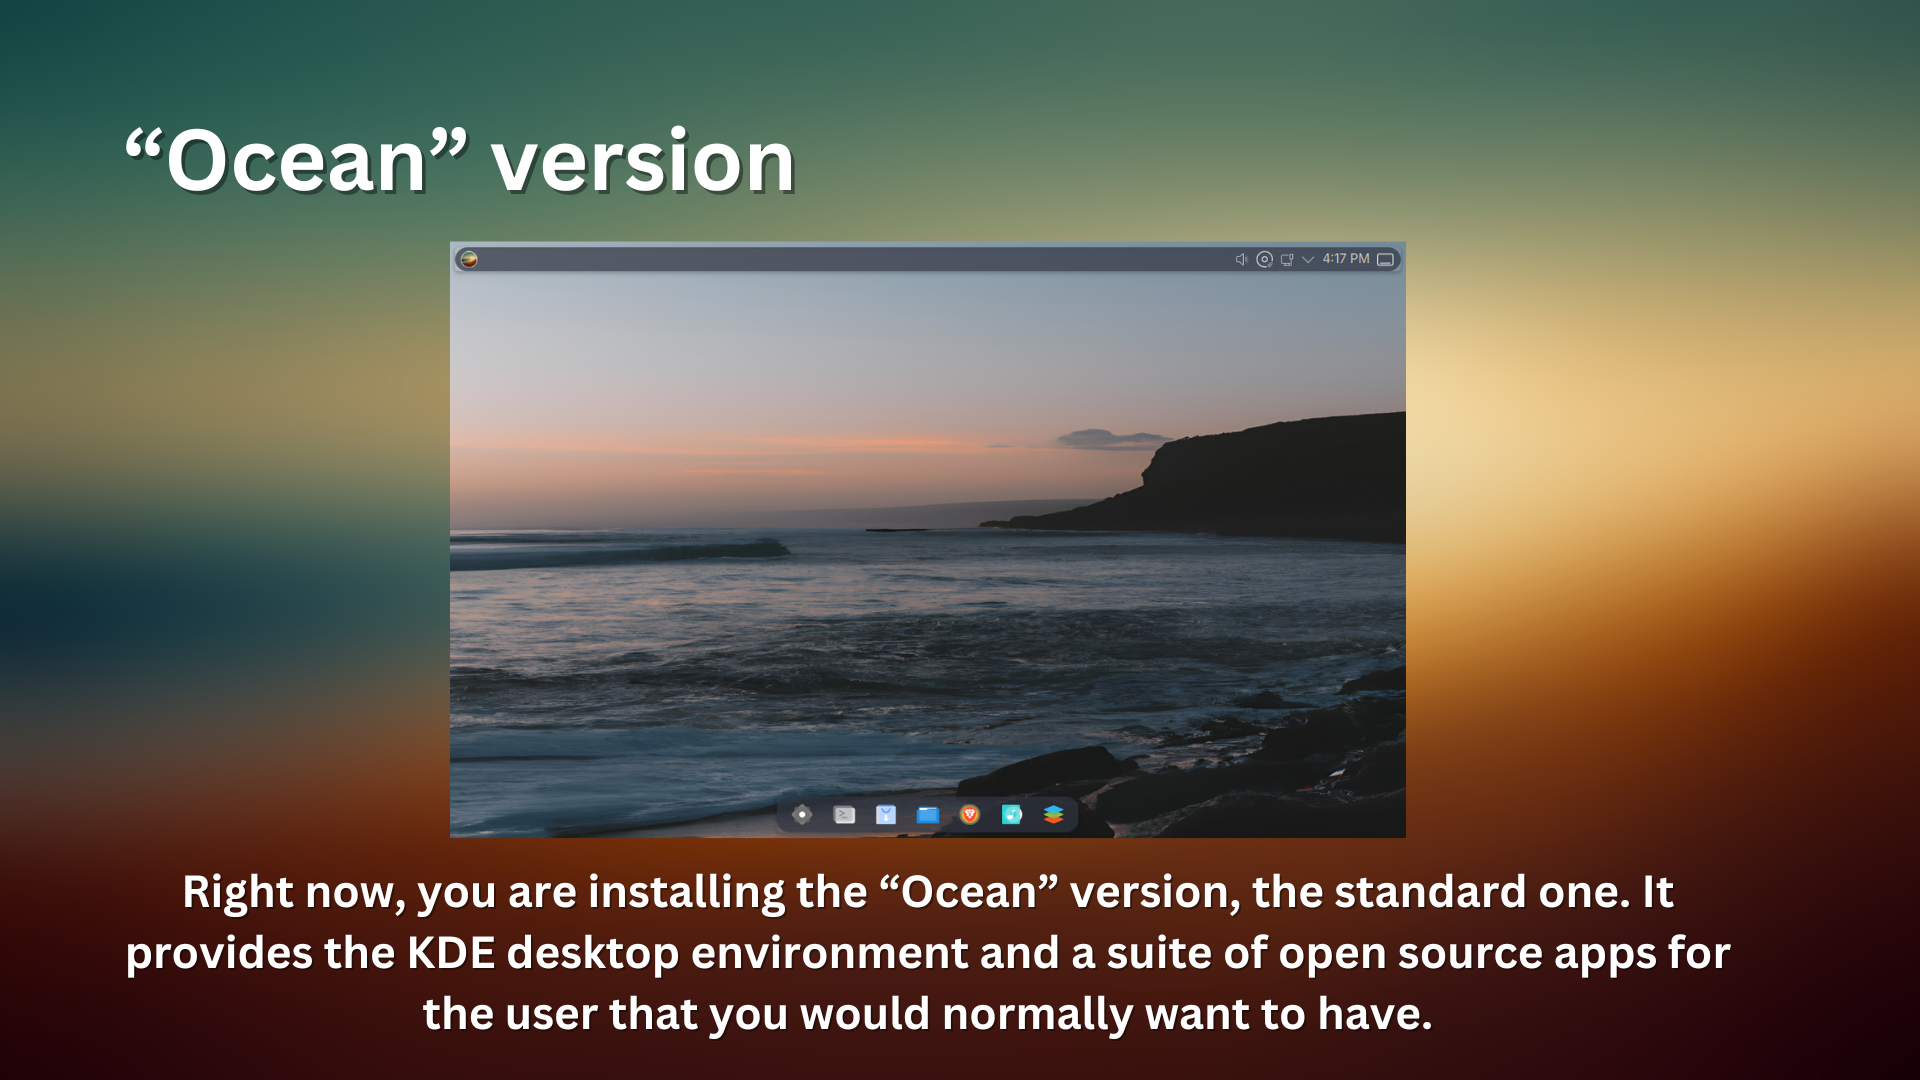 “Ocean” version
4:17 PM
Right now, you are installing the “Ocean” version, the standard one. It
provides the KDE desktop environment and a suite of open source apps for
the user that you would normally want to have.